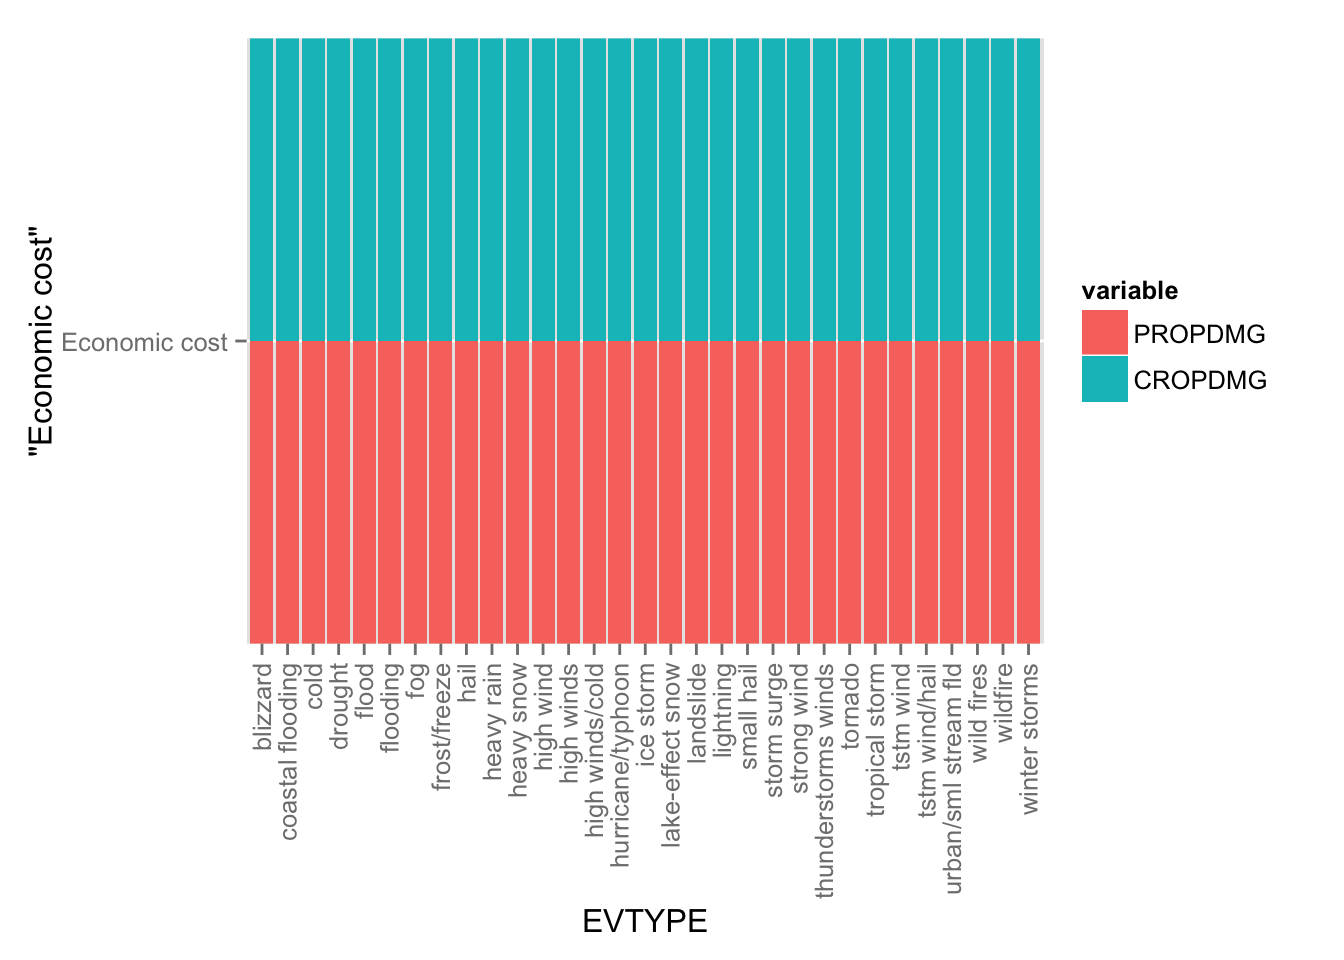 "Economic cost"
Economic cost
variable
PROPDMG
CROPDMG
blizzard
coastal flooding
cold
drought
flood
flooding
fog
frost/freeze
hail
heavy rain
heavy snow
high wind
high winds
high winds/cold
hurricane/typhoon
ice storm
lake-effect snow
landslide
lightning
small hail
storm surge
strong wind
thunderstorms winds
tornado
tropical storm
tstm wind
tstm wind/hail
urban/sml stream fld
wild fires
wildfire
winter storms
EVTYPE